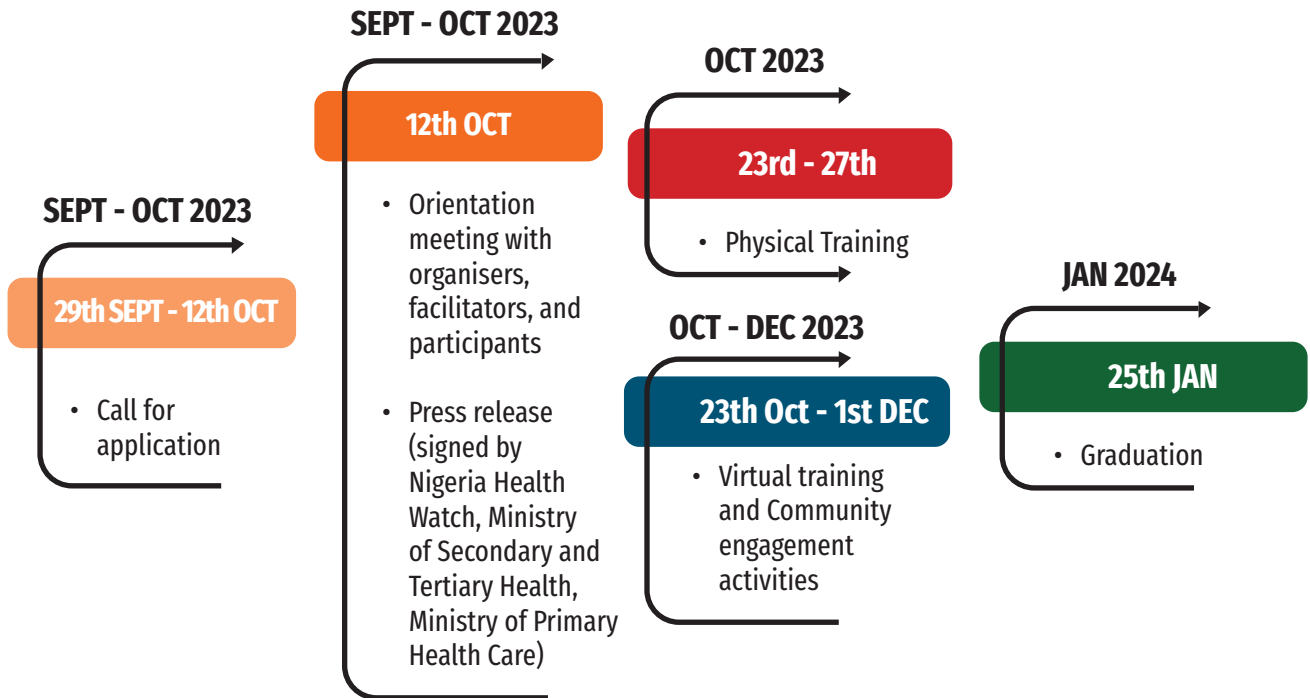 SEPT - OCT 2023
29th SEPT - 12th OCT
• Call for
application
SEPT - OCT 2023
12th OCT
• Orientation
meeting with
organisers,
facilitators, and
participants
• Press release
(signed by
Nigeria Health
Watch, Ministry
of Secondary and
Tertiary Health,
Ministry of Primary
Health Care)
OCT 2023
23rd - 27th
• Physical Training
OCT - DEC 2023
23th Oct - 1st DEC
• Virtual training
and Community
engagement
activities
JAN 2024
25th JAN
• Graduation